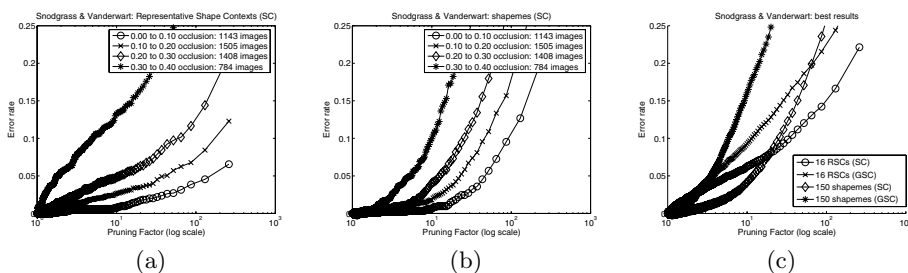 Snodgrass & Vanderwart: Representative Shape Contexts (SC)
0.25
0.2
0.15
0.1
0.05
0
Error rate
0.00 to 0.10 occlusion: 1143 images
0.10 to 0.20 occlusion: 1505 images
0.20 to 0.30 occlusion: 1408 images
0.30 to 0.40 occlusion: 784 images
10^0
10^1
10^2
10^3
Pruning Factor (log scale)
(a)
Snodgrass & Vanderwart: shapemes (SC)
0.25
0.2
0.15
0.1
0.05
0
Error rate
0.00 to 0.10 occlusion: 1143 images
0.10 to 0.20 occlusion: 1505 images
0.20 to 0.30 occlusion: 1408 images
0.30 to 0.40 occlusion: 784 images
10^0
10^1
10^2
10^3
Pruning Factor (log scale)
(b)
Snodgrass & Vanderwart: best results
0.25
0.2
0.15
0.1
0.05
0
Error rate
16 RSCs (SC)
16 RSCs (GSC)
150 shapemes (SC)
150 shapemes (GSC)
10^0
10^1
10^2
Pruning Factor (log scale)
(c)